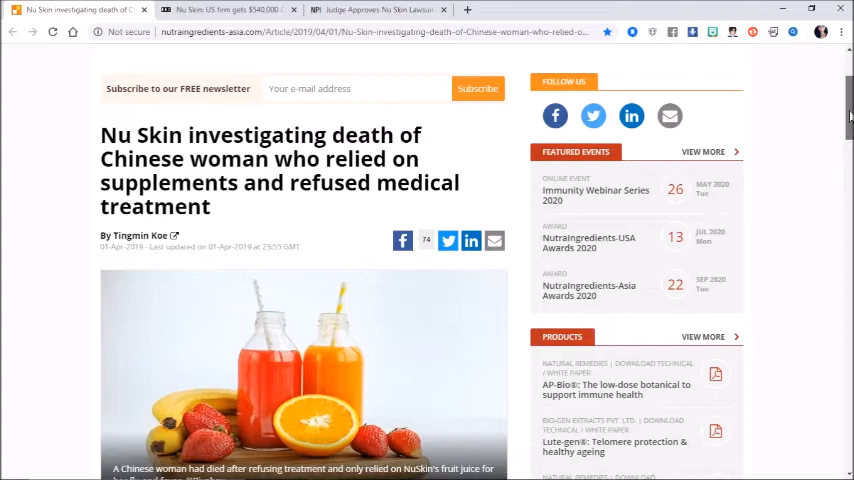 Nu Skin investigating death of C
Nu Skin: US firm gets $540,000 (
NPI Judge Approves Nu Skin Lawsui
Not secure nutraingredients-asia.com/Article/2019/04/01/Nu-Skin-investigating-death-of-Chinese-woman-who-relied-o...
Subscribe to our FREE newsletter
Your e-mail address
Subscribe
Nu Skin investigating death of
Chinese woman who relied on
supplements and refused medical
treatment
By Tingmin Koe
01-Apr-2019 - Last updated on 01-Apr-2019 at 23:55 GMT
74
A Chinese woman had died after refusing treatment and only relied on NuSkin's fruit juice for
FOLLOW US
FEATURED EVENTS VIEW MORE
ONLINE EVENT
Immunity Webinar Series
2020
26 MAY 2020
Tue
AWARD
NutraIngredients-USA
Awards 2020
13 JUL 2020
Mon
AWARD
NutraIngredients-Asia
Awards 2020
22 SEP 2020
Tue
PRODUCTS VIEW MORE
NATURAL REMEDIES | DOWNLOAD TECHNICAL
/ WHITE PAPER
AP-Bio®: The low-dose botanical to
support immune health
BIO-GEN EXTRACTS PVT. LTD. | DOWNLOAD
TECHNICAL / WHITE PAPER
Lute-gen®: Telomere protection &
healthy ageing
NATURAL REMEDIES | DOWNLOAD TECHNICAL